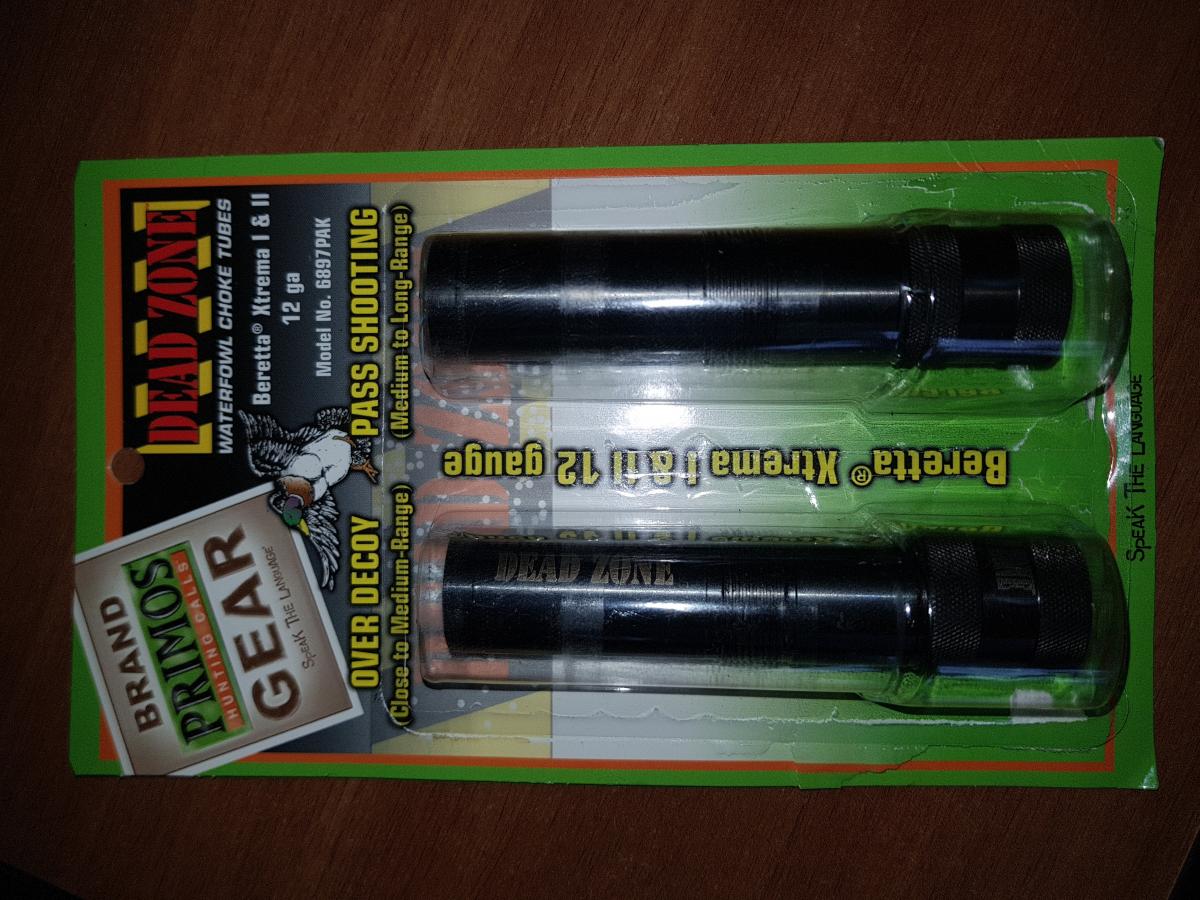 BRAND
PRIMOS
HUNTING CALLS
GEAR
SPEAK THE LANGUAGE
DEAD ZONE
WATERFOWL CHOKE TUBES
Beretta® Xtrema I & II
12 ga
Model No. 6897PAK
OVER DECOY
(Close to Medium-Range)
PASS SHOOTING
(Medium to Long-Range)
DEAD ZONE
Beretta® Xtrema I & II 12 gauge
SPEAK THE LANGUAGE